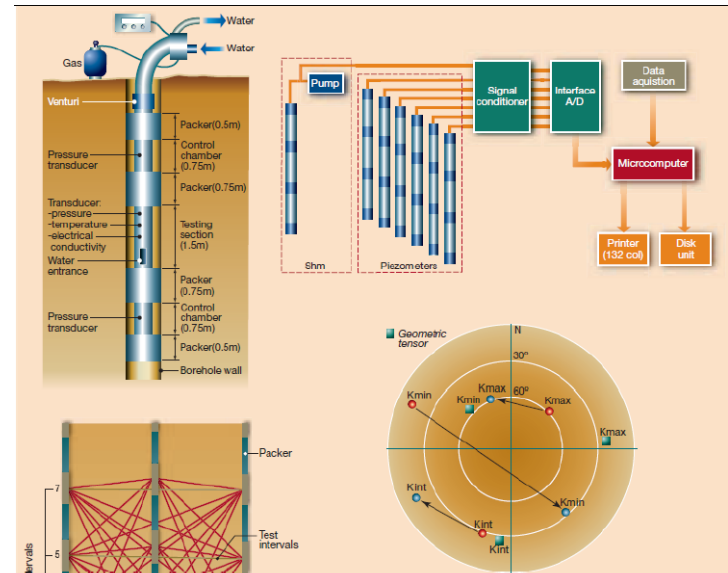 Water
Water
Gas
Venturi
Packer(0.5m)
Pressure
transducer
Control
chamber
(0.75m)
Packer(0.75m)
Transducer:
-pressure
-temperature
-electrical
conductivity
Water
entrance
Testing
section
(1.5m)
Packer
(0.75m)
Pressure
transducer
Control
chamber
(0.75m)
Packer(0.5m)
Borehole wall
Pump
Shm
Piezometers
Signal
conditioner
Interface
A/D
Data
aquistion
Microcomputer
Printer
(132 col)
Disk
unit
Packer
7
Test
intervals
5
Geometric
tensor
N
30º
60º
Kmin
Kmax
Kmin
Kmax
Kmax
Kint
Kmin
Kint
Kint